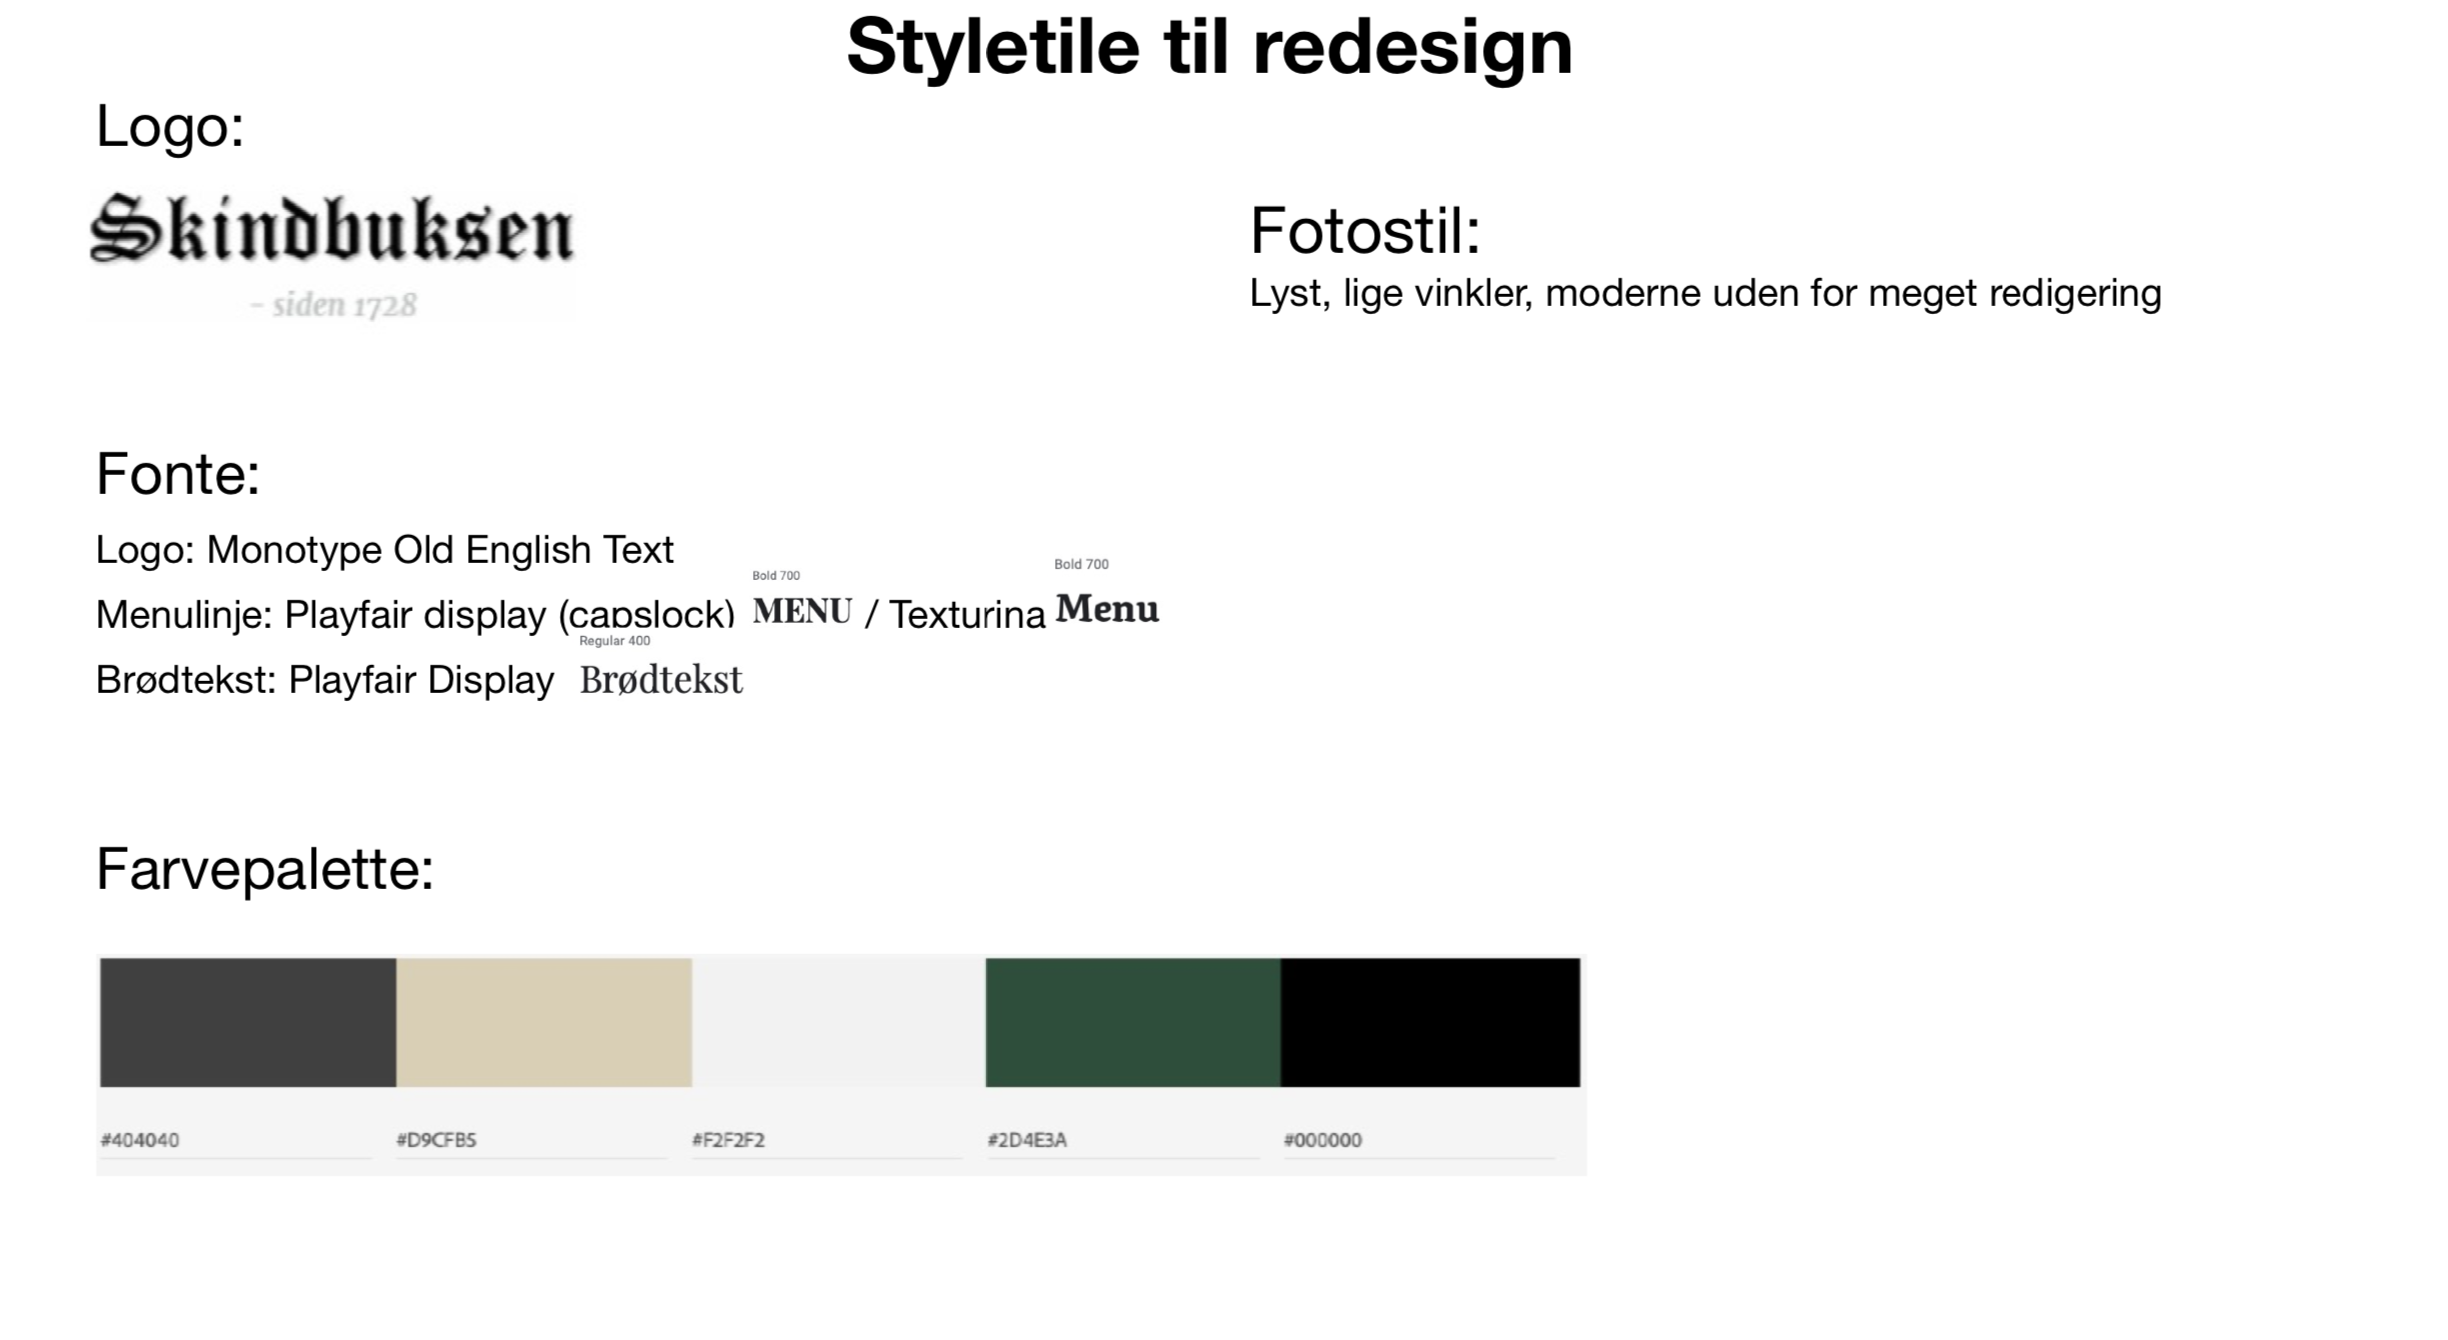 Styletile til redesign
Logo:
Skindbuksen
- siden 1728
Fotostil:
Lyst, lige vinkler, moderne uden for meget redigering
Fonte:
Logo: Monotype Old English Text
Bold 700
Bold 700
Menulinje: Playfair display (capslock) MENU / Texturina Menu
Regular 400
Brødtekst: Playfair Display Brødtekst
Farvepalette:
#404040 #D9CFB5 #F2F2F2 #2D4E3A #000000